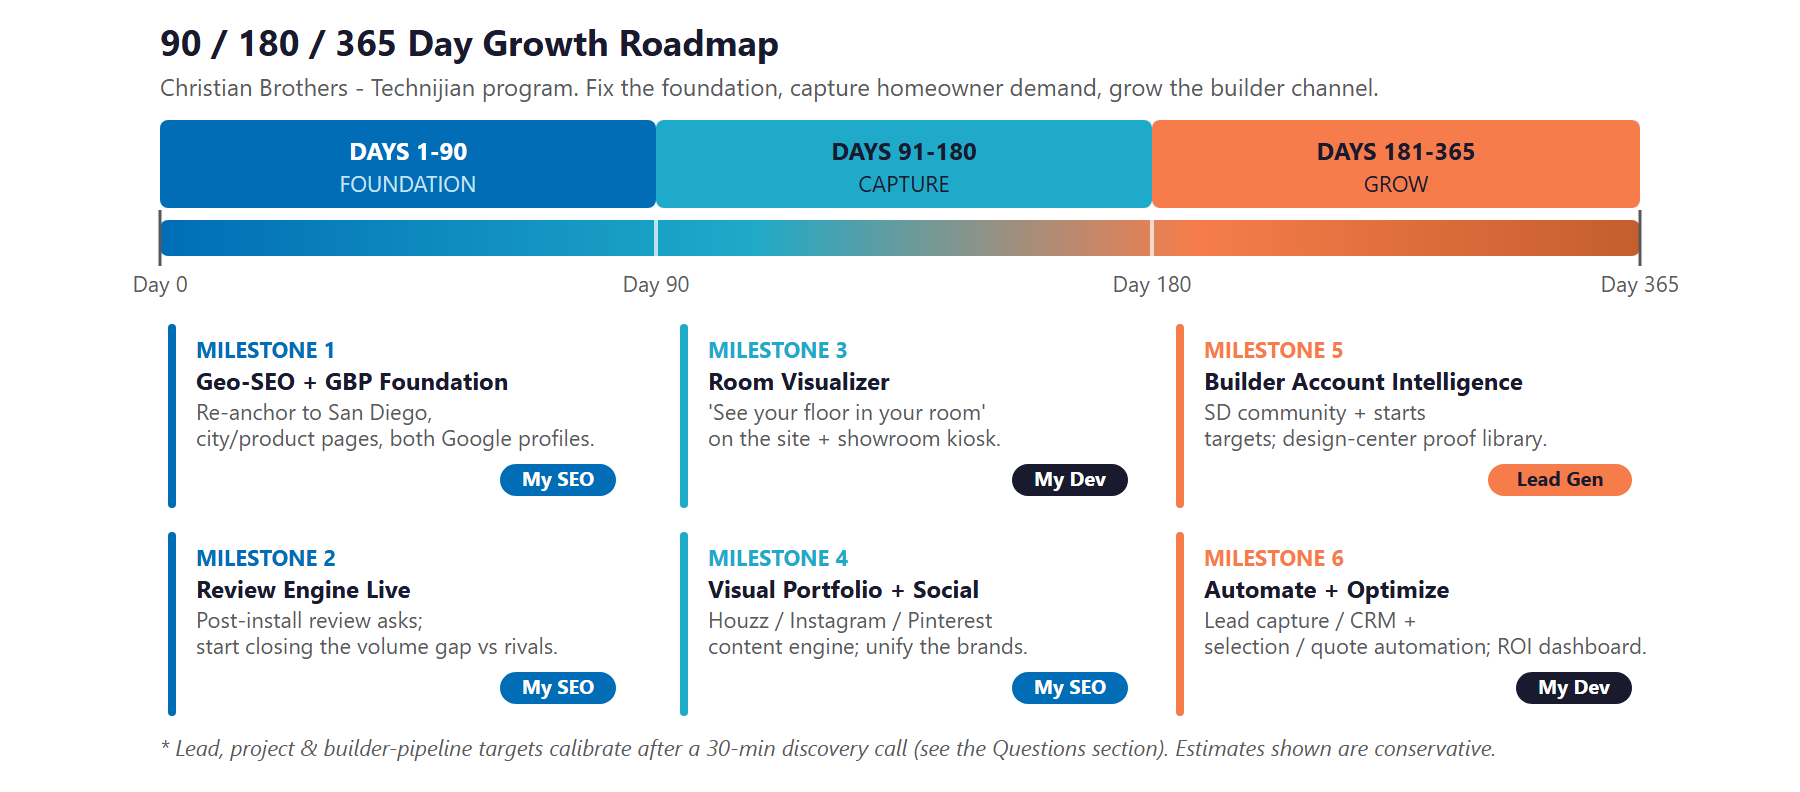 90 / 180 / 365 Day Growth Roadmap
Christian Brothers - Technijian program. Fix the foundation, capture homeowner demand, grow the builder channel.
DAYS 1-90
FOUNDATION
DAYS 91-180
CAPTURE
DAYS 181-365
GROW
Day 0
Day 90
Day 180
Day 365
MILESTONE 1
Geo-SEO + GBP Foundation
Re-anchor to San Diego,
city/product pages, both Google profiles.
My SEO
MILESTONE 3
Room Visualizer
'See your floor in your room'
on the site + showroom kiosk.
My Dev
MILESTONE 5
Builder Account Intelligence
SD community + starts
targets; design-center proof library.
Lead Gen
MILESTONE 2
Review Engine Live
Post-install review asks;
start closing the volume gap vs rivals.
My SEO
MILESTONE 4
Visual Portfolio + Social
Houzz / Instagram / Pinterest
content engine; unify the brands.
My SEO
MILESTONE 6
Automate + Optimize
Lead capture / CRM +
selection / quote automation; ROI dashboard.
My Dev
* Lead, project & builder-pipeline targets calibrate after a 30-min discovery call (see the Questions section). Estimates shown are conservative.